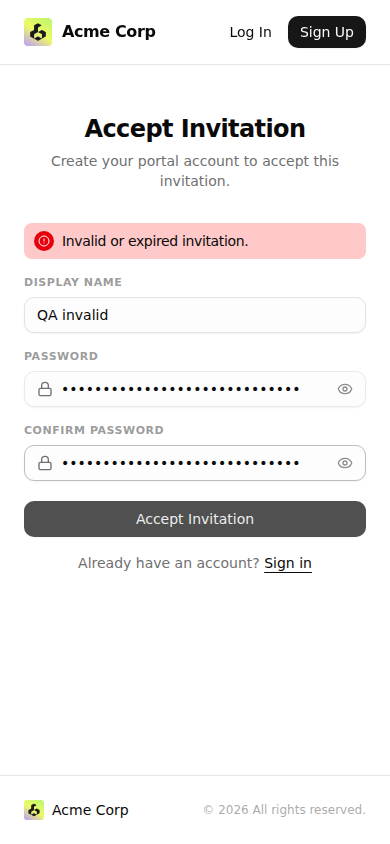 Acme Corp
Log In
Sign Up
Accept Invitation
Create your portal account to accept this
invitation.
Invalid or expired invitation.
DISPLAY NAME
QA invalid
PASSWORD
•••••••••••••••••••••••••••••
CONFIRM PASSWORD
•••••••••••••••••••••••••••••
Accept Invitation
Already have an account? Sign in
Acme Corp
© 2026 All rights reserved.